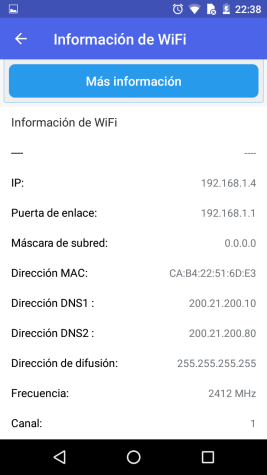 22:38
Información de WiFi
Más información
Información de WiFi
---- ----
IP: 192.168.1.4
Puerta de enlace: 192.168.1.1
Máscara de subred: 0.0.0.0
Dirección MAC: CA:B4:22:51:6D:E3
Dirección DNS1 : 200.21.200.10
Dirección DNS2 : 200.21.200.80
Dirección de difusión: 255.255.255.255
Frecuencia: 2412 MHz
Canal: 1